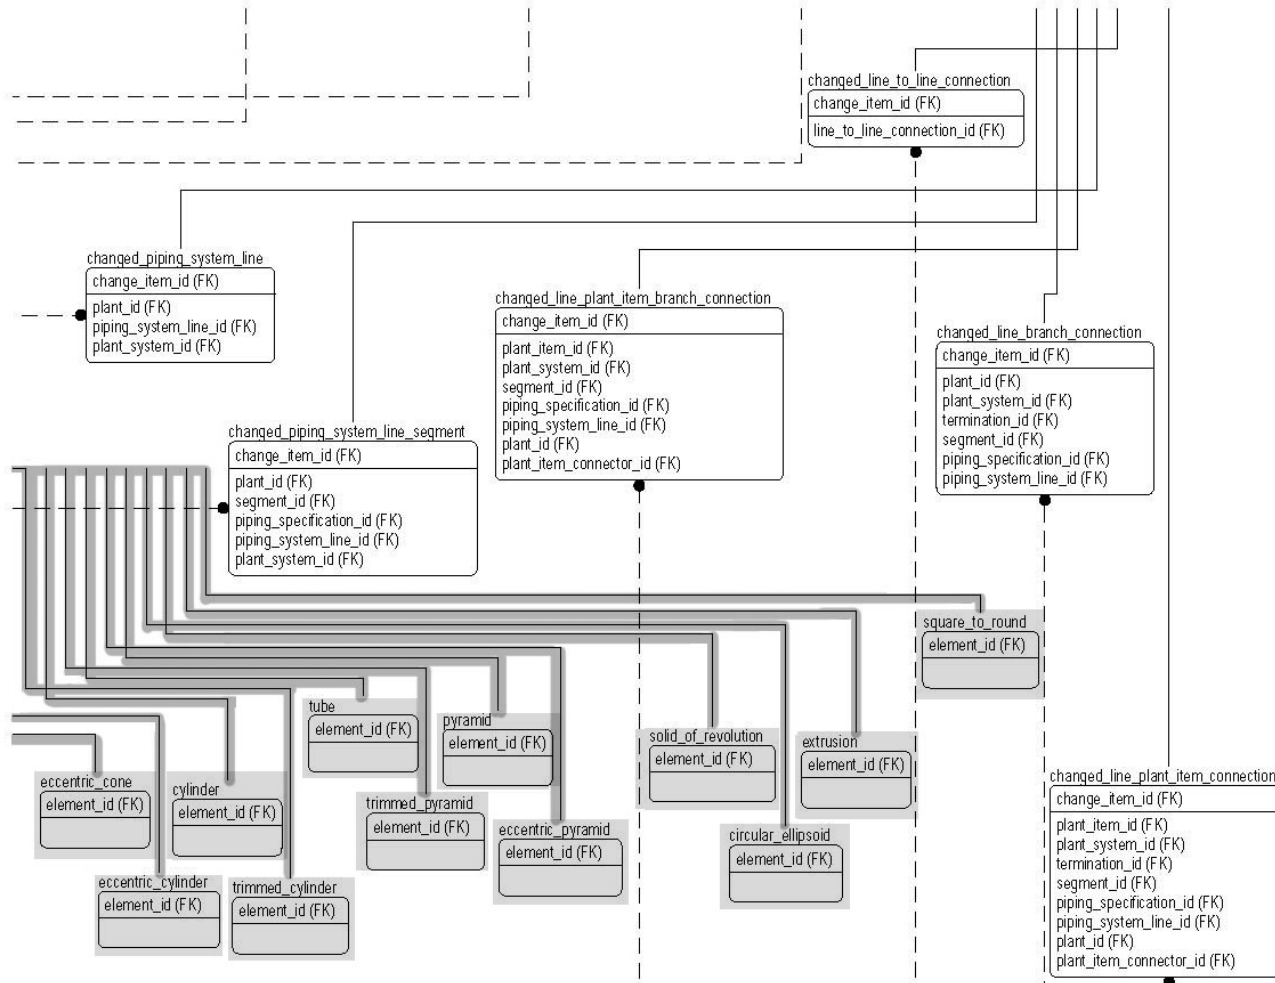 changed_line_to_line_connection
change_item_id (FK)
line_to_line_connection_id (FK)
changed_piping_system_line
change_item_id (FK)
plant_id (FK)
piping_system_line_id (FK)
plant_system_id (FK)
changed_line_plant_item_branch_connection
change_item_id (FK)
plant_item_id (FK)
plant_system_id (FK)
segment_id (FK)
piping_specification_id (FK)
piping_system_line_id (FK)
plant_id (FK)
plant_item_connector_id (FK)
changed_line_branch_connection
change_item_id (FK)
plant_id (FK)
plant_system_id (FK)
termination_id (FK)
segment_id (FK)
piping_specification_id (FK)
piping_system_line_id (FK)
changed_piping_system_line_segment
change_item_id (FK)
plant_id (FK)
segment_id (FK)
piping_specification_id (FK)
piping_system_line_id (FK)
plant_system_id (FK)
square_to_round
element_id (FK)
tube
element_id (FK)
pyramid
element_id (FK)
solid_of_revolution
element_id (FK)
extrusion
element_id (FK)
eccentric_cone
element_id (FK)
cylinder
element_id (FK)
trimmed_pyramid
element_id (FK)
eccentric_pyramid
element_id (FK)
circular_ellipsoid
element_id (FK)
eccentric_cylinder
element_id (FK)
trimmed_cylinder
element_id (FK)
changed_line_plant_item_connection
change_item_id (FK)
plant_item_id (FK)
plant_system_id (FK)
termination_id (FK)
segment_id (FK)
piping_specification_id (FK)
piping_system_line_id (FK)
plant_id (FK)
plant_item_connector_id (FK)